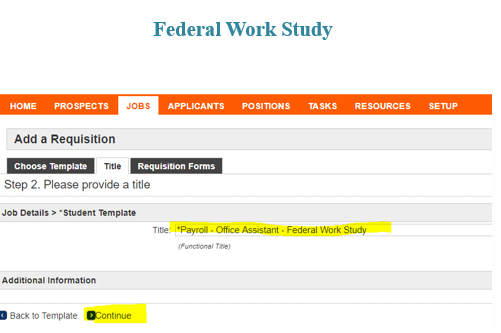 Federal Work Study
HOME PROSPECTS JOBS APPLICANTS POSITIONS TASKS RESOURCES SETUP
Add a Requisition
Choose Template Title Requisition Forms
Step 2. Please provide a title
Job Details > *Student Template
Title: *Payroll - Office Assistant - Federal Work Study
(Functional Title)
Additional Information
Back to Template Continue